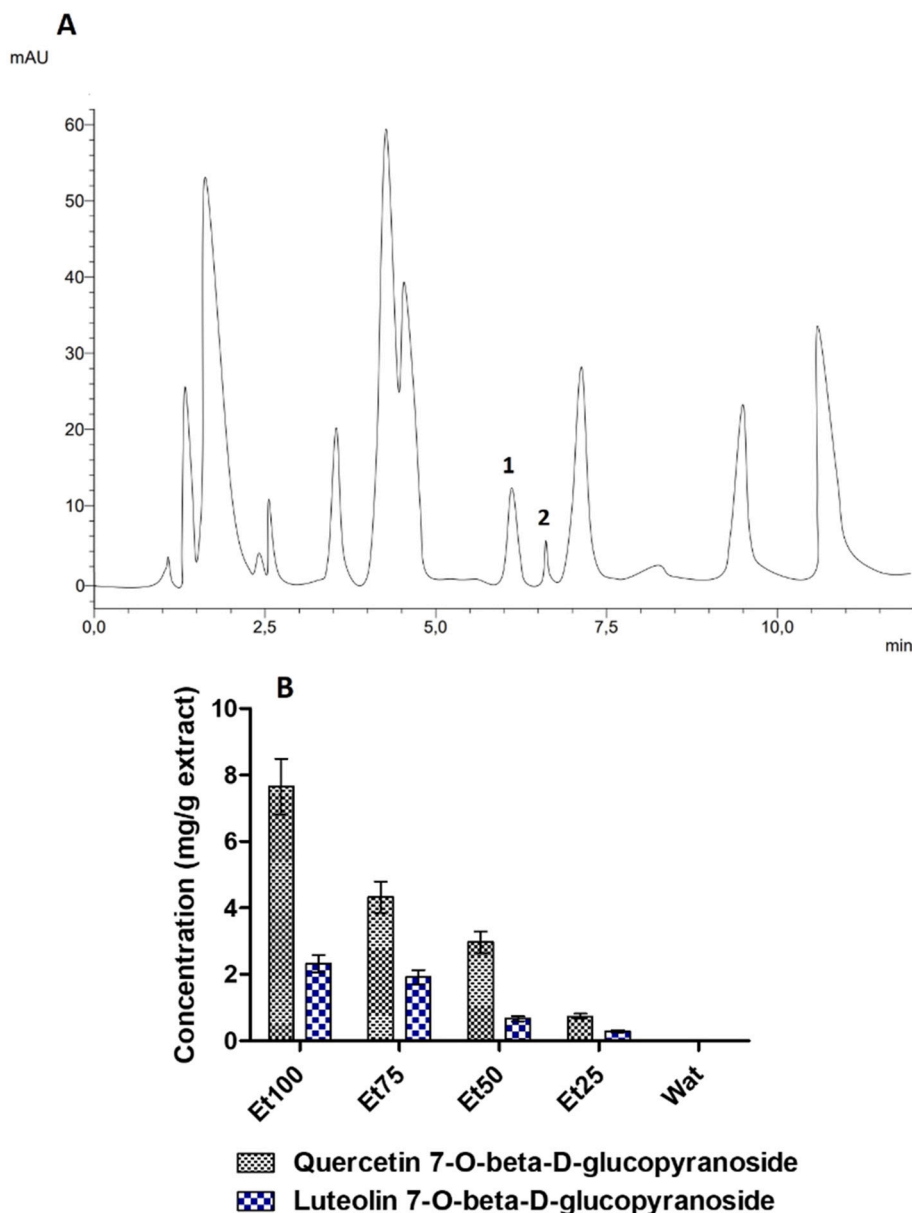 A
mAU
60
50
40
30
20
10
0
1
2
0,0 2,5 5,0 7,5 10,0
min
B
Concentration (mg/g extract)
10
8
6
4
2
0
Et100 Et75 Et50 Et25 Wat
Quercetin 7-O-beta-D-glucopyranoside
Luteolin 7-O-beta-D-glucopyranoside